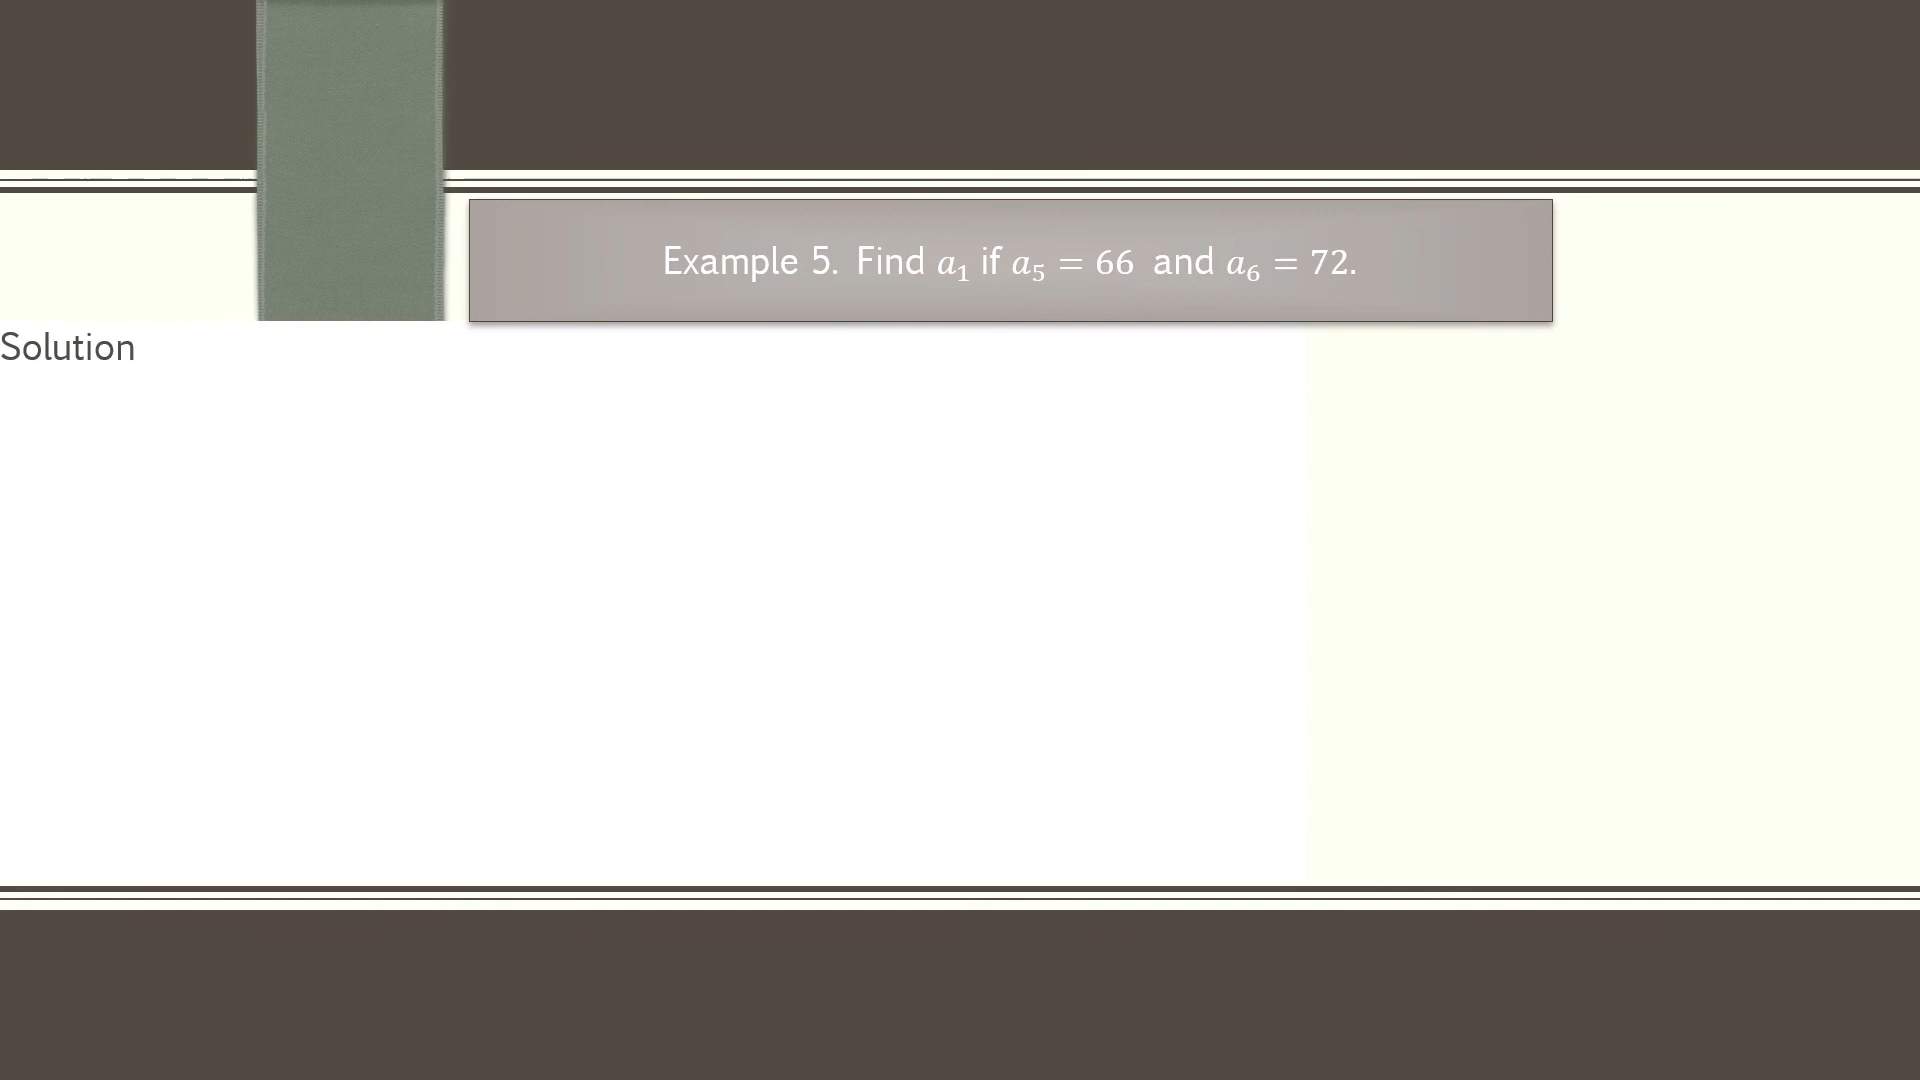 Example 5. Find a₁ if a₅ = 66 and a₆ = 72.
Solution